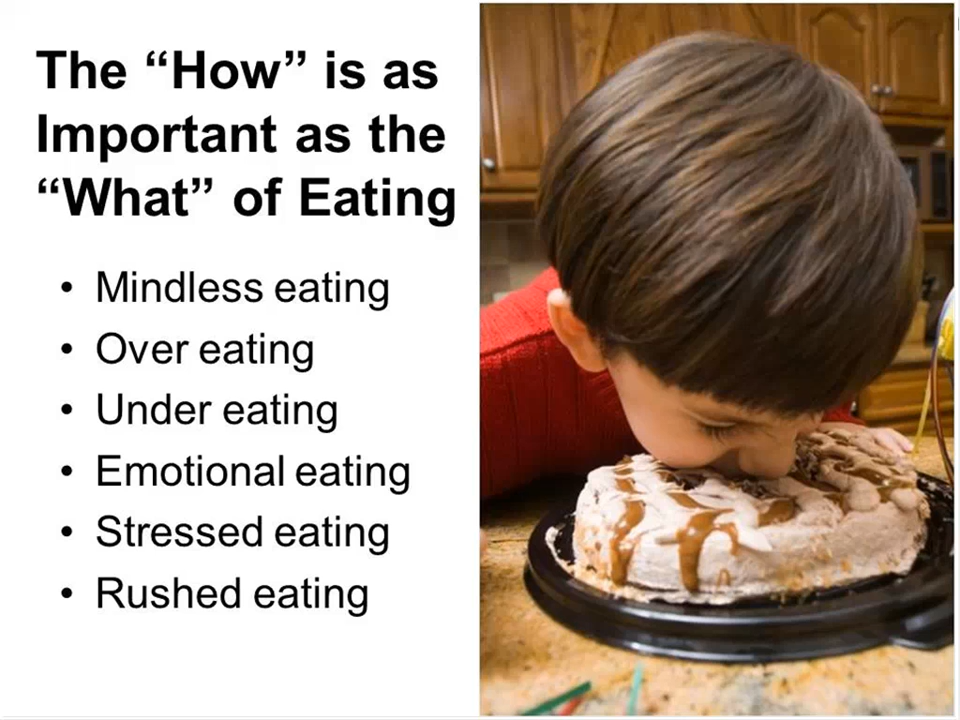 The “How” is as
Important as the
“What” of Eating
• Mindless eating
• Over eating
• Under eating
• Emotional eating
• Stressed eating
• Rushed eating